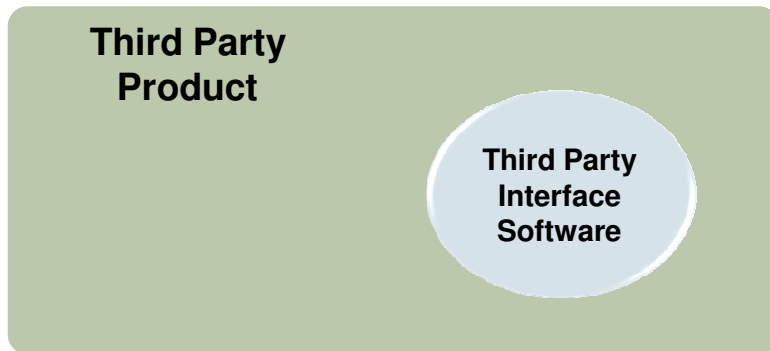 Third Party
Product
Third Party
Interface
Software